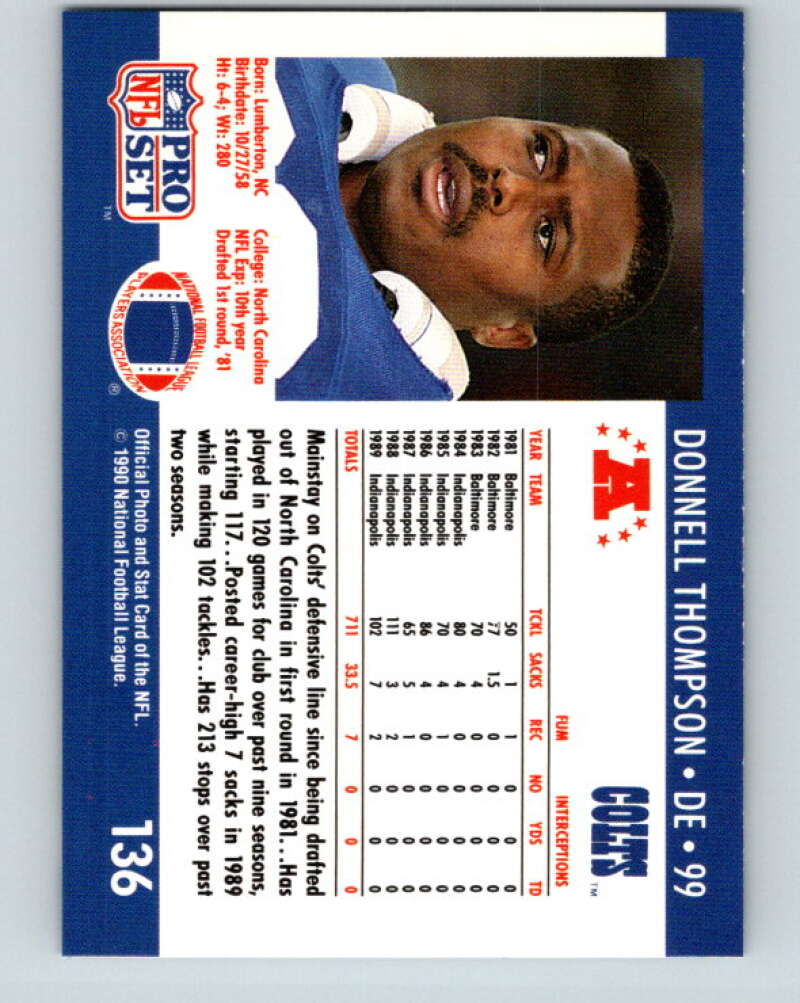 DONNELL THOMPSON • DE • 99
A
COLTS™
FUM INTERCEPTIONS
YEAR TEAM TCKL SACKS REC NO YDS TD
1981 Baltimore 50 1 1 0 0 0
1982 Baltimore 77 1.5 0 0 0 0
1983 Baltimore 70 4 0 0 0 0
1984 Indianapolis 80 4 0 0 0 0
1985 Indianapolis 70 4 1 0 0 0
1986 Indianapolis 86 4 0 0 0 0
1987 Indianapolis 65 5 1 0 0 0
1988 Indianapolis 111 3 2 0 0 0
1989 Indianapolis 102 7 2 0 0 0
TOTALS 711 33.5 7 0 0 0
Mainstay on Colts' defensive line since being drafted
out of North Carolina in first round in 1981...Has
played in 120 games for club over past nine seasons,
starting 117...Posted career-high 7 sacks in 1989
while making 102 tackles...Has 213 stops over past
two seasons.
Born: Lumberton, NC
Birthdate: 10/27/58
Ht: 6-4; Wt: 280
College: North Carolina
NFL Exp: 10th year
Drafted 1st round, '81
NFL PRO SET™
NATIONAL FOOTBALL LEAGUE
PLAYERS ASSOCIATION®
Official Photo and Stat Card of the NFL.
© 1990 National Football League.
136